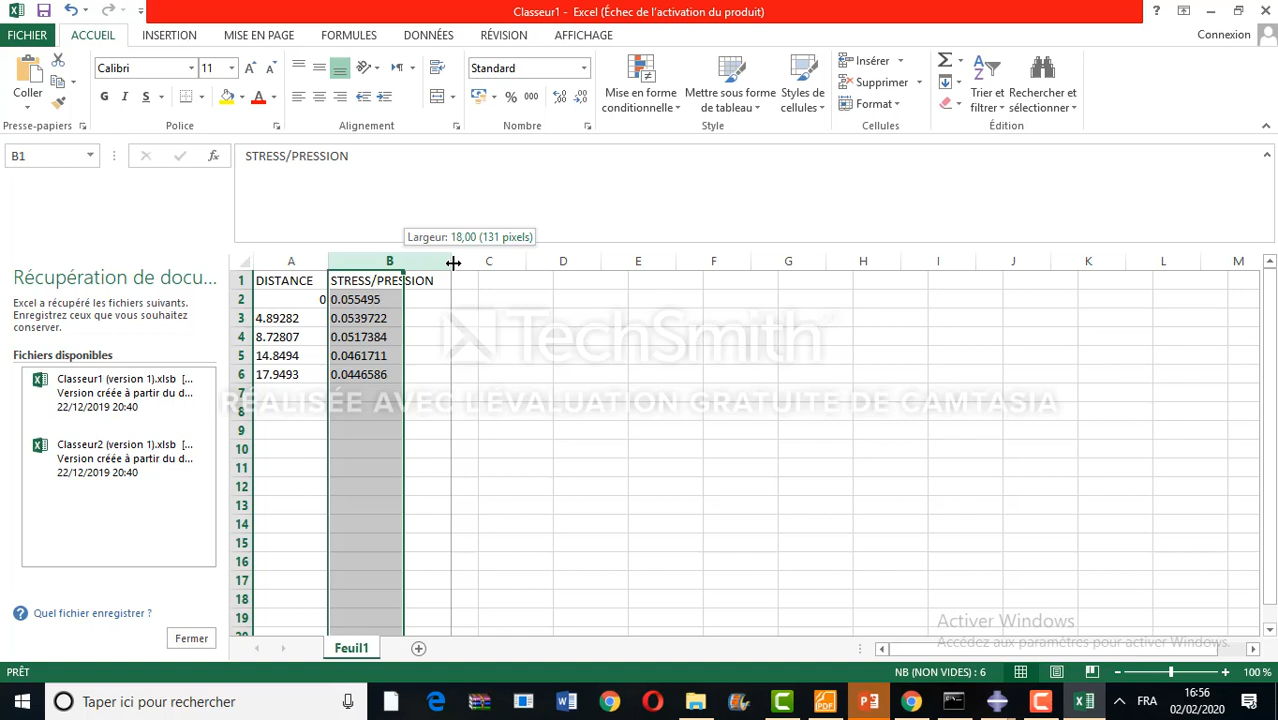 Classeur1 - Excel (Échec de l'activation du produit)
FICHIER ACCUEIL INSERTION MISE EN PAGE FORMULES DONNÉES RÉVISION AFFICHAGE Connexion
Calibri 11 Standard
Coller
G I S
% 000
Mise en forme conditionnelle
Mettre sous forme de tableau
Styles de cellules
Insérer
Supprimer
Format
Trier et filtrer
Rechercher et sélectionner
Presse-papiers Police Alignement Nombre Style Cellules Édition
B1 fx STRESS/PRESSION
Largeur: 18,00 (131 pixels)
A B C D E F G H I J K L M
1 DISTANCE STRESS/PRESSION
2 0 0.055495
3 4.89282 0.0539722
4 8.72807 0.0517384
5 14.8494 0.0461711
6 17.9493 0.0446586
7
8
9
10
11
12
13
14
15
16
17
18
19
20
Récupération de docu...
Excel a récupéré les fichiers suivants.
Enregistrez ceux que vous souhaitez
conserver.
Fichiers disponibles
Classeur1 (version 1).xlsb [...
Version créée à partir du d...
22/12/2019 20:40
Classeur2 (version 1).xlsb [...
Version créée à partir du d...
22/12/2019 20:40
Quel fichier enregistrer ?
Fermer
TechSmith
RÉALISÉE AVEC L'ÉVALUATION GRATUITE DE CAMTASIA
Activer Windows
Accédez aux paramètres pour activer Windows.
Feuil1
PRÊT NB (NON VIDES) : 6 100 %
Taper ici pour rechercher
FRA
16:56
02/02/2020